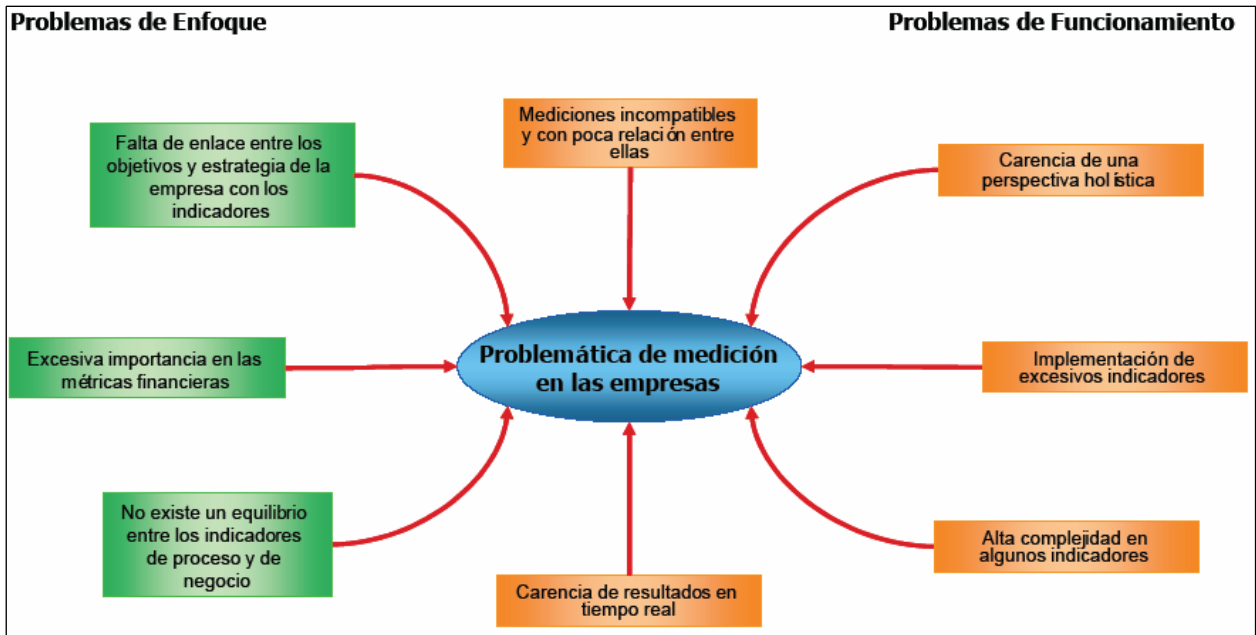 Problemas de Enfoque
Problemas de Funcionamiento
Falta de enlace entre los
objetivos y estrategia de la
empresa con los
indicadores
Mediciones incompatibles
y con poca relación entre
ellas
Carencia de una
perspectiva holística
Excesiva importancia en las
métricas financieras
Problemática de medición
en las empresas
Implementación de
excesivos indicadores
No existe un equilibrio
entre los indicadores
de proceso y de
negocio
Carencia de resultados en
tiempo real
Alta complejidad en
algunos indicadores